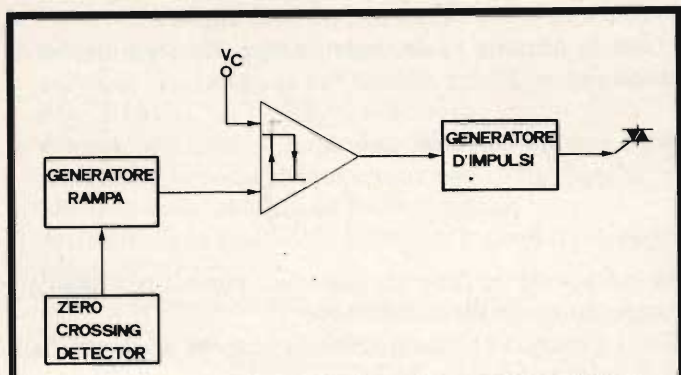 VC
GENERATORE
RAMPA
ZERO
CROSSING
DETECTOR
GENERATORE
D'IMPULSI